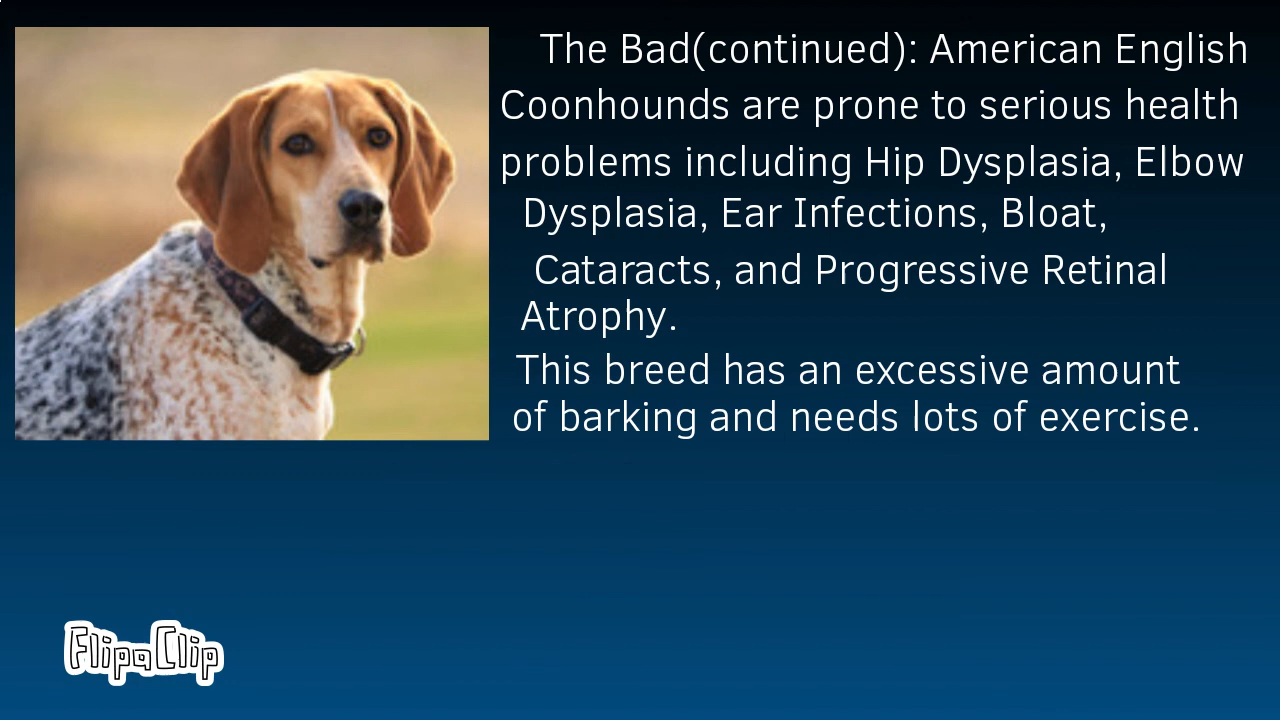 The Bad(continued): American English
Coonhounds are prone to serious health
problems including Hip Dysplasia, Elbow
Dysplasia, Ear Infections, Bloat,
Cataracts, and Progressive Retinal
Atrophy.
This breed has an excessive amount
of barking and needs lots of exercise.
FlipaClip